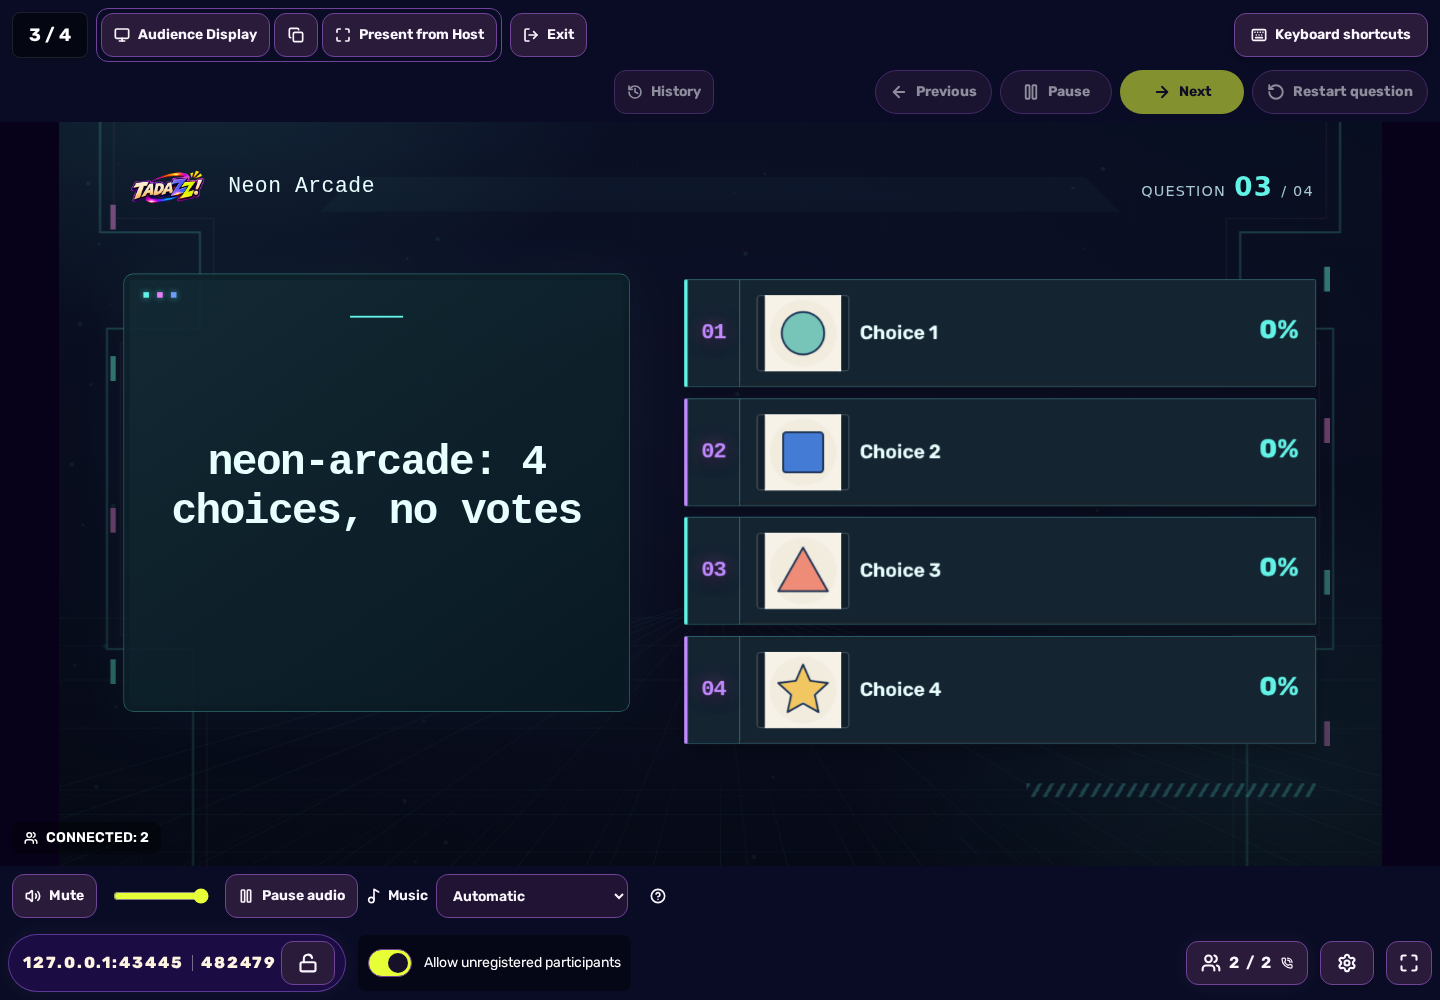 3 / 4
Audience Display
Present from Host
Exit
Keyboard shortcuts
History
Previous
Pause
Next
Restart question
TADAZZ!
Neon Arcade
QUESTION 03 / 04
neon-arcade: 4
choices, no votes
01 Choice 1 0%
02 Choice 2 0%
03 Choice 3 0%
04 Choice 4 0%
CONNECTED: 2
Mute
Pause audio
Music
Automatic
127.0.0.1:43445 | 482479
Allow unregistered participants
2 / 2